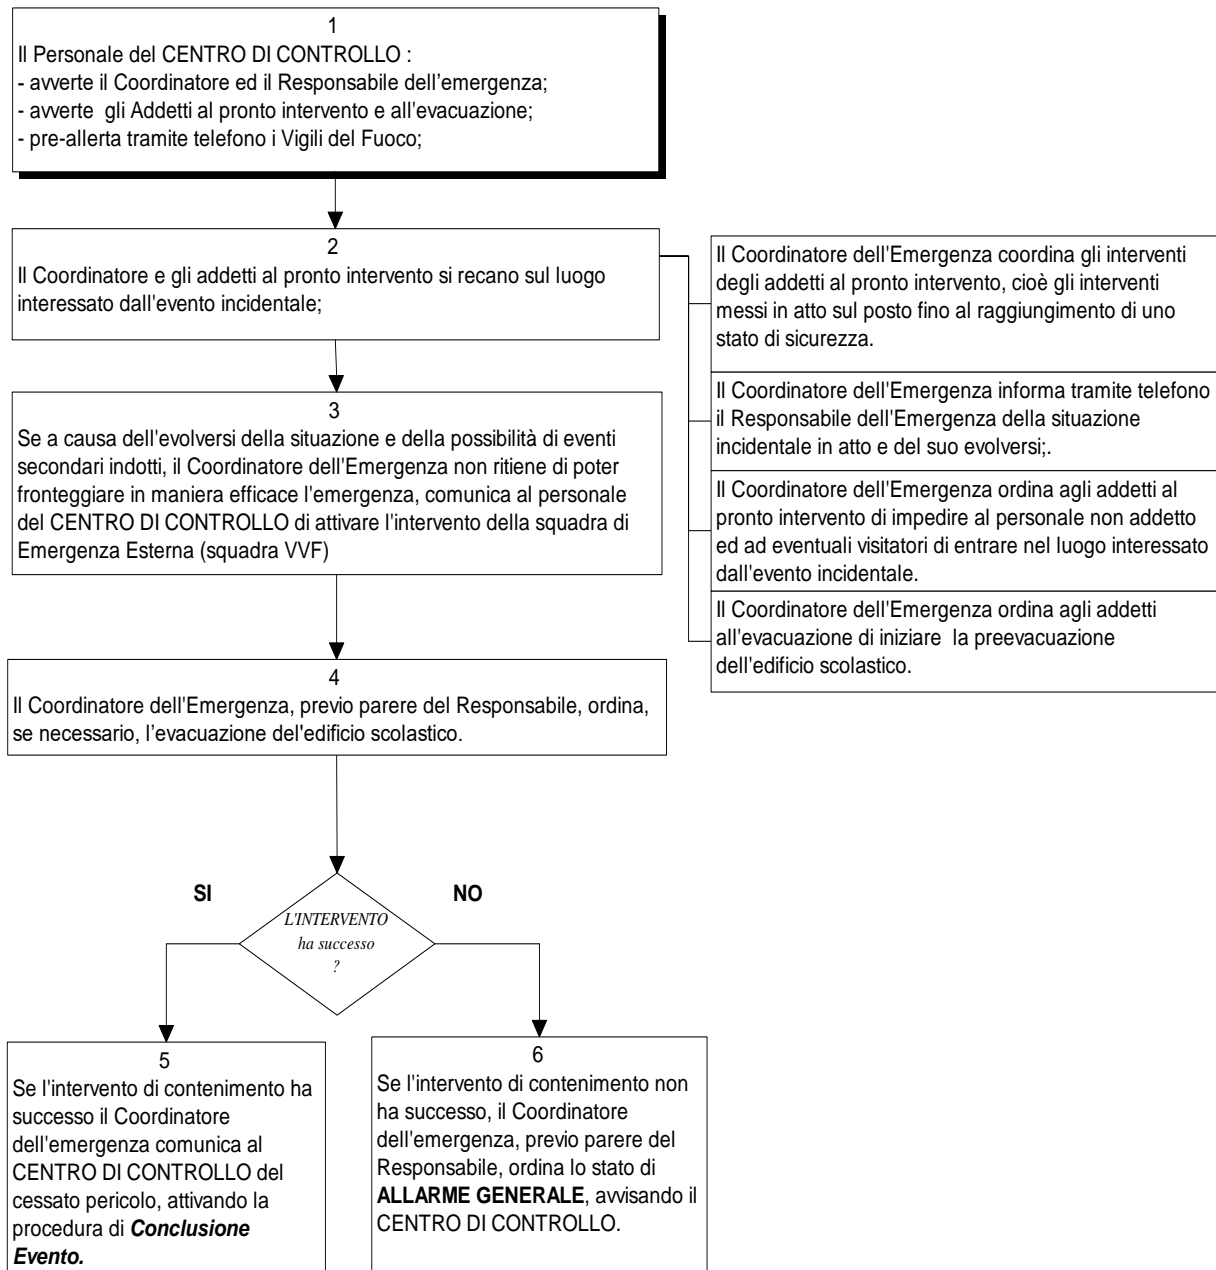 1
Il Personale del CENTRO DI CONTROLLO :
- avverte il Coordinatore ed il Responsabile dell'emergenza;
- avverte  gli Addetti al pronto intervento e all'evacuazione;
- pre-allerta tramite telefono i Vigili del Fuoco;
2
Il Coordinatore e gli addetti al pronto intervento si recano sul luogo
interessato dall'evento incidentale;
Il Coordinatore dell'Emergenza coordina gli interventi
degli addetti al pronto intervento, cioè gli interventi
messi in atto sul posto fino al raggiungimento di uno
stato di sicurezza.
Il Coordinatore dell'Emergenza informa tramite telefono
il Responsabile dell'Emergenza della situazione
incidentale in atto e del suo evolversi;.
Il Coordinatore dell'Emergenza ordina agli addetti al
pronto intervento di impedire al personale non addetto
ed ad eventuali visitatori di entrare nel luogo interessato
dall'evento incidentale.
Il Coordinatore dell'Emergenza ordina agli addetti
all'evacuazione di iniziare  la preevacuazione
dell'edificio scolastico.
3
Se a causa dell'evolversi della situazione e della possibilità di eventi
secondari indotti, il Coordinatore dell'Emergenza non ritiene di poter
fronteggiare in maniera efficace l'emergenza, comunica al personale
del CENTRO DI CONTROLLO di attivare l'intervento della squadra di
Emergenza Esterna (squadra VVF)
4
Il Coordinatore dell'Emergenza, previo parere del Responsabile, ordina,
se necessario, l'evacuazione del'edificio scolastico.
SI
NO
L'INTERVENTO
ha successo
?
5
Se l'intervento di contenimento ha
successo il Coordinatore
dell'emergenza comunica al
CENTRO DI CONTROLLO del
cessato pericolo, attivando la
procedura di Conclusione
Evento.
6
Se l'intervento di contenimento non
ha successo, il Coordinatore
dell'emergenza, previo parere del
Responsabile, ordina lo stato di
ALLARME GENERALE, avvisando il
CENTRO DI CONTROLLO.